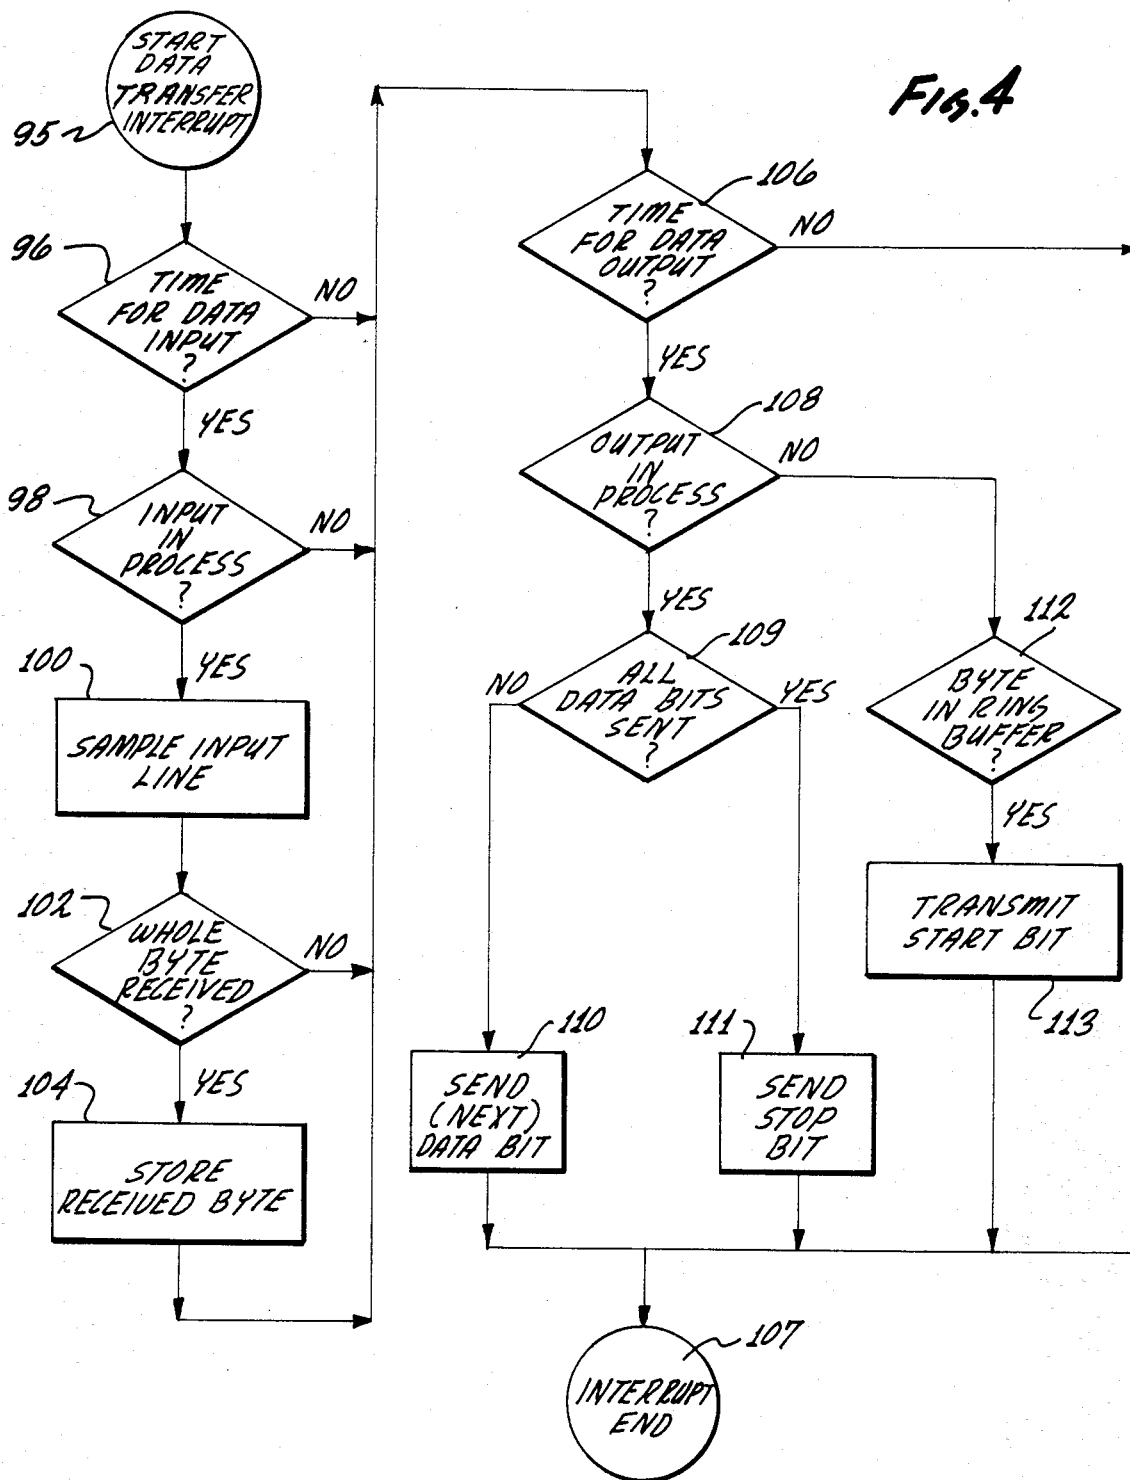 Fig. 4
START
DATA
TRANSFER
INTERRUPT
95
96
TIME
FOR DATA
INPUT
?
NO
YES
98
INPUT
IN
PROCESS
?
NO
YES
100
SAMPLE INPUT
LINE
102
WHOLE
BYTE
RECEIVED
?
NO
YES
104
STORE
RECEIVED BYTE
106
TIME
FOR DATA
OUTPUT
?
NO
YES
108
OUTPUT
IN
PROCESS
?
NO
YES
109
ALL
DATA BITS
SENT
?
NO
YES
112
BYTE
IN RING
BUFFER
?
YES
TRANSMIT
START BIT
113
110
SEND
(NEXT)
DATA BIT
111
SEND
STOP
BIT
107
INTERRUPT
END